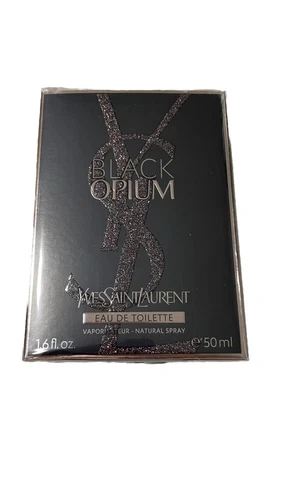 BLACK
OPIUM
YVESSAINTLAURENT
EAU DE TOILETTE
VAPORISATEUR - NATURAL SPRAY
1.6 fl. oz. ℮ 50 ml